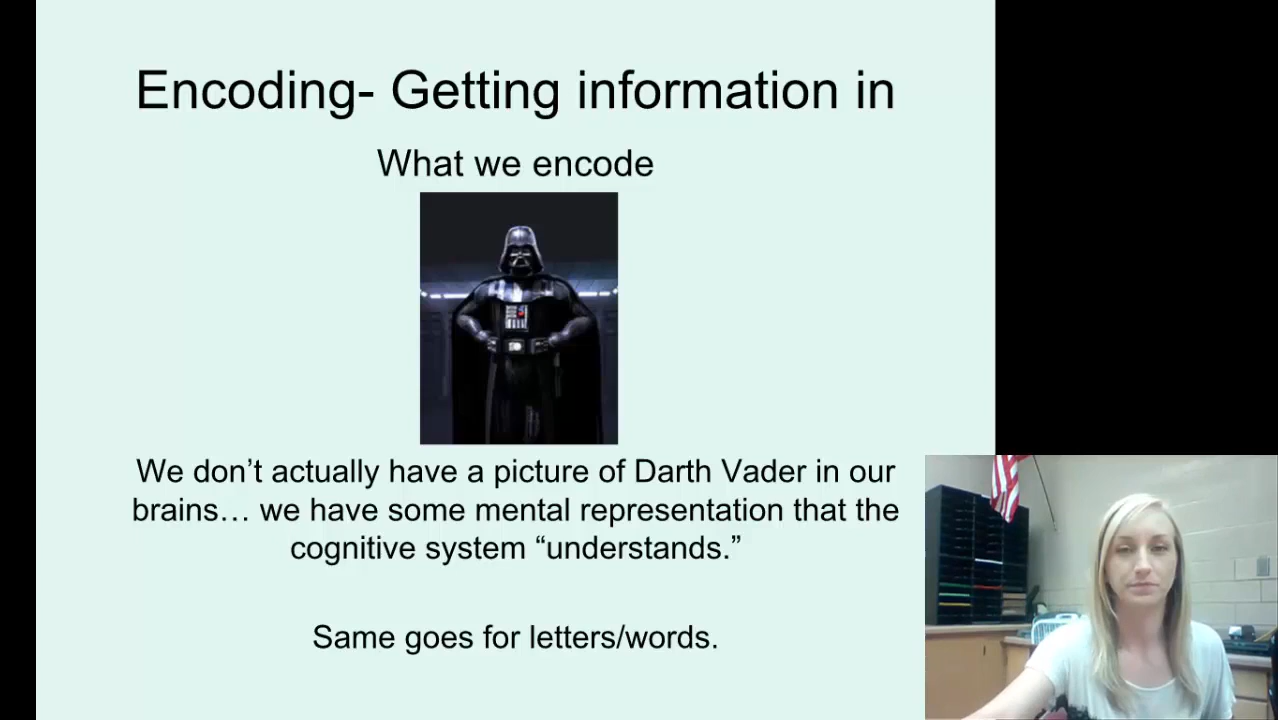 Encoding- Getting information in
What we encode
We don’t actually have a picture of Darth Vader in our
brains… we have some mental representation that the
cognitive system “understands.”
Same goes for letters/words.